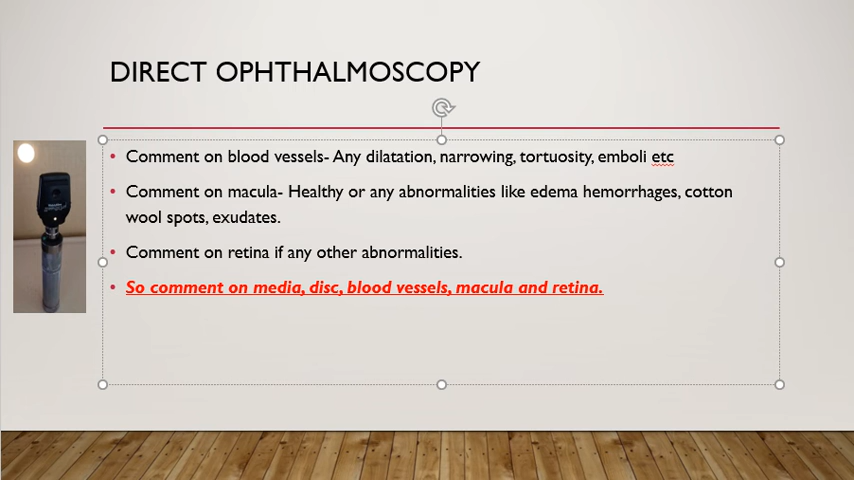 DIRECT OPHTHALMOSCOPY
• Comment on blood vessels- Any dilatation, narrowing, tortuosity, emboli etc
• Comment on macula- Healthy or any abnormalities like edema hemorrhages, cotton
wool spots, exudates.
• Comment on retina if any other abnormalities.
• So comment on media, disc, blood vessels, macula and retina.